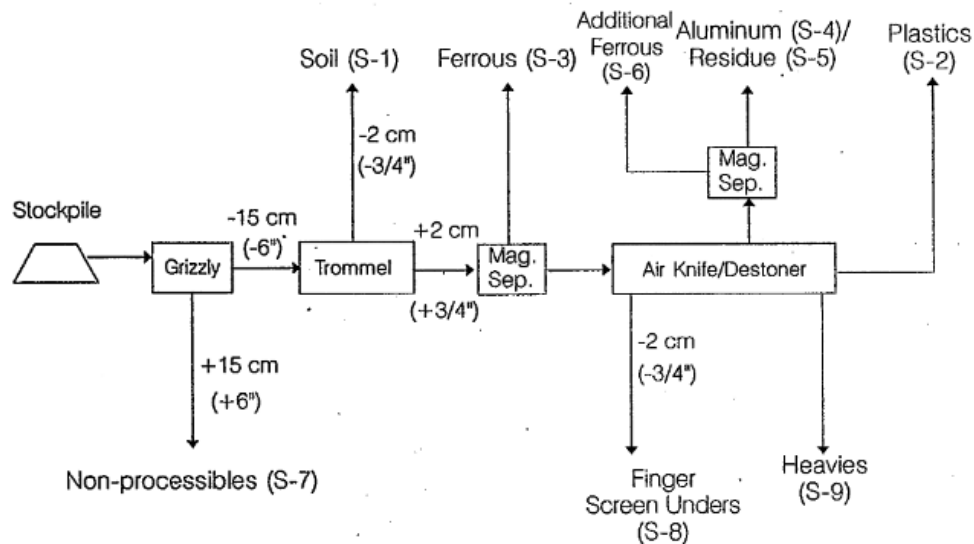 Additional
Ferrous
(S-6)
Aluminum (S-4)/
Residue (S-5)
Plastics
(S-2)
Soil (S-1)
Ferrous (S-3)
-2 cm
(-3/4")
Mag.
Sep.
Stockpile
-15 cm
(-6")
+2 cm
Grizzly
Trommel
Mag.
Sep.
Air Knife/Destoner
(+3/4")
+15 cm
(+6")
-2 cm
(-3/4")
Non-processibles (S-7)
Finger
Screen Unders
(S-8)
Heavies
(S-9)